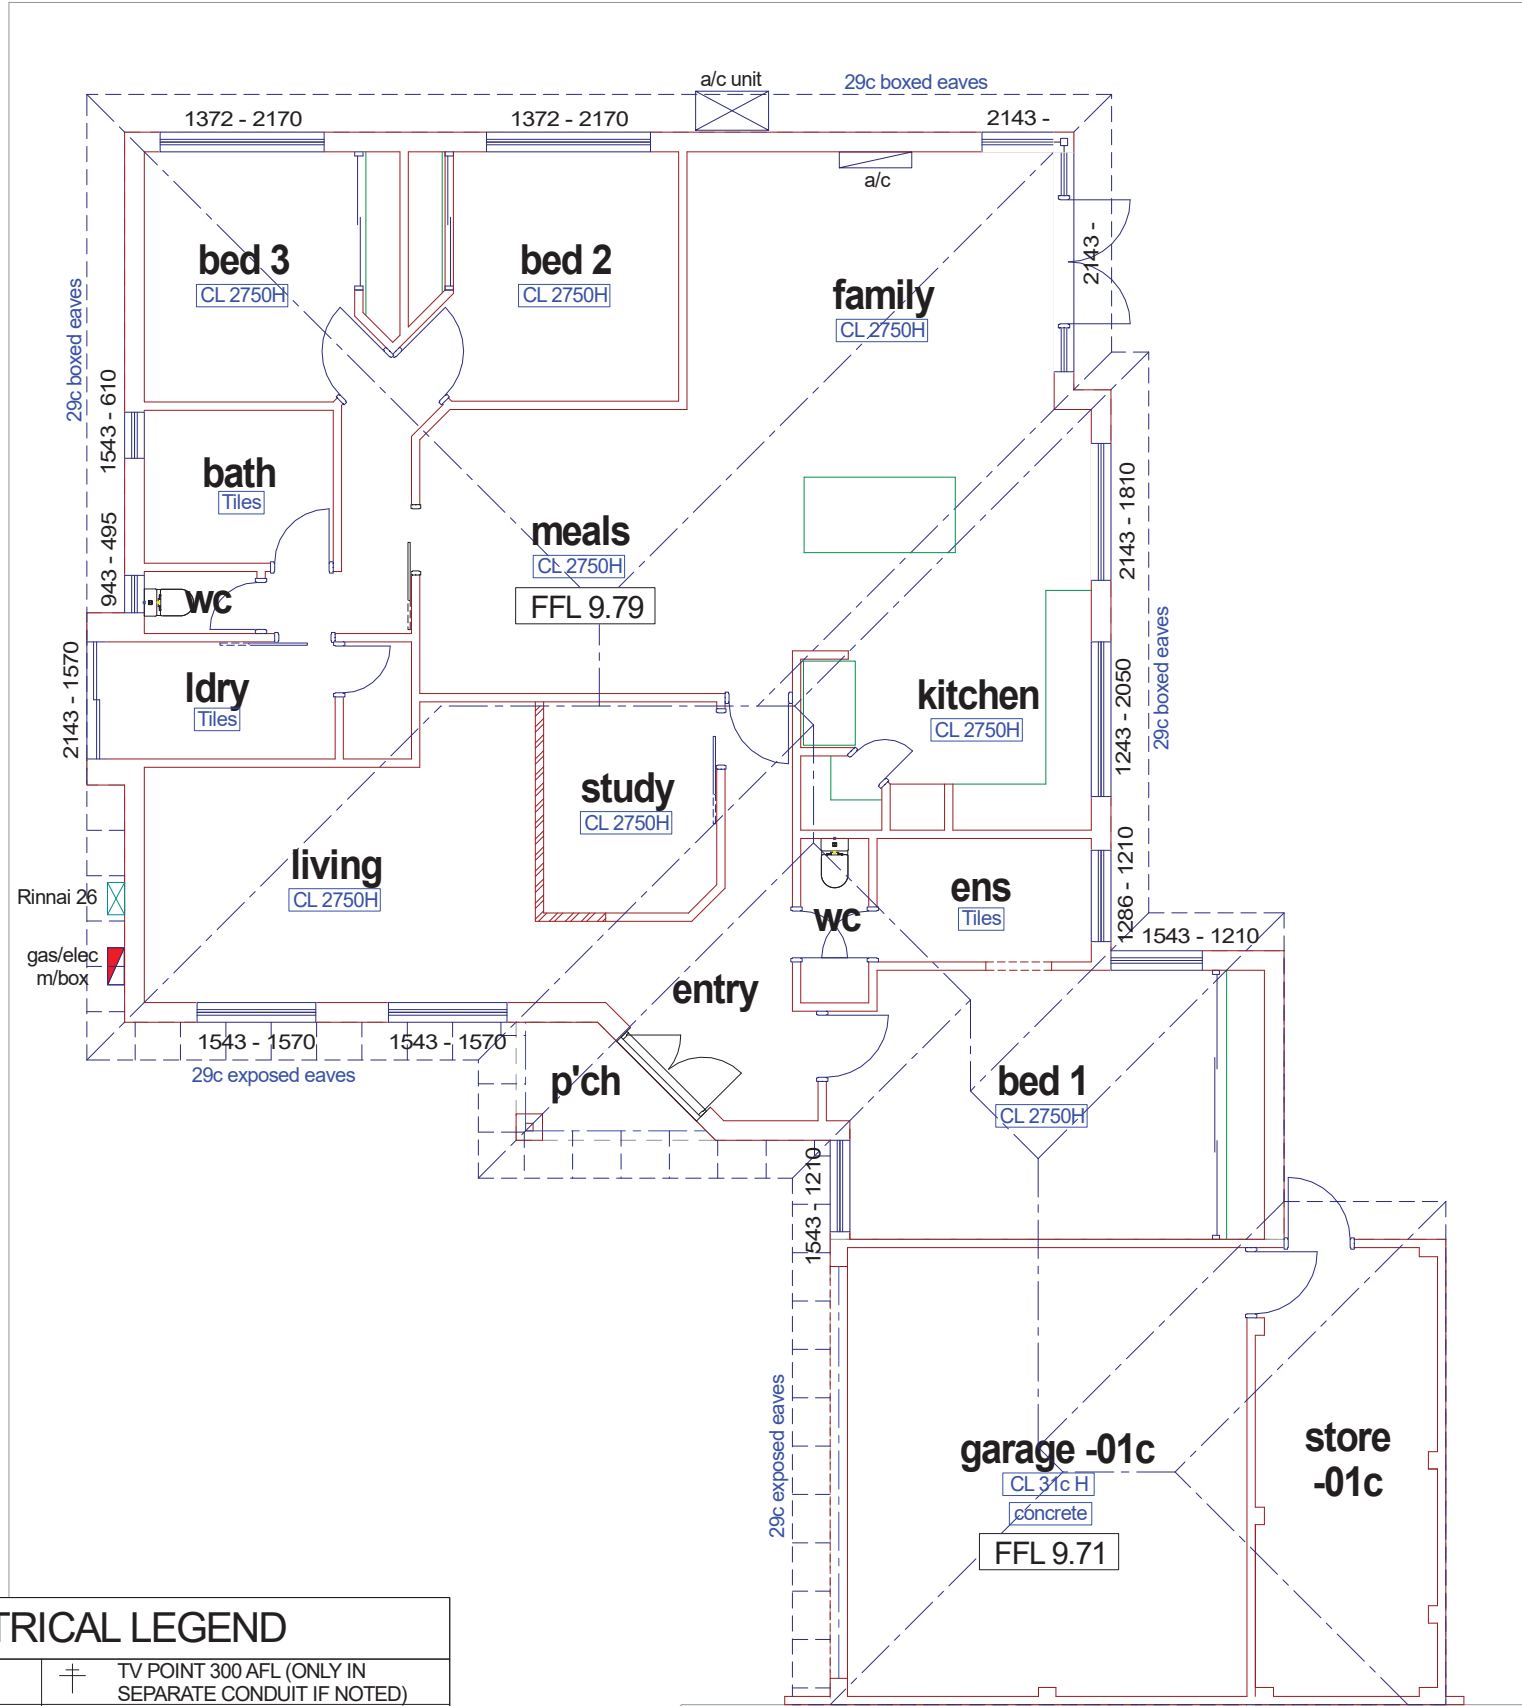 a/c unit
29c boxed eaves
1372 - 2170
1372 - 2170
2143 -
a/c
2143 -
bed 3
CL 2750H
bed 2
CL 2750H
family
CL 2750H
29c boxed eaves
1543 - 610
bath
Tiles
meals
CL 2750H
FFL 9.79
2143 - 1810
943 - 495
wc
2143 - 1570
ldry
Tiles
kitchen
CL 2750H
1243 - 2050
29c boxed eaves
study
CL 2750H
living
CL 2750H
Rinnai 26
gas/elec
m/box
wc
ens
Tiles
1286 - 1210
1543 - 1210
entry
1543 - 1570
1543 - 1570
29c exposed eaves
p'ch
bed 1
CL 2750H
1543 - 1210
29c exposed eaves
garage -01c
CL 31c H
concrete
FFL 9.71
store
-01c
TRICAL LEGEND
TV POINT 300 AFL (ONLY IN
SEPARATE CONDUIT IF NOTED)